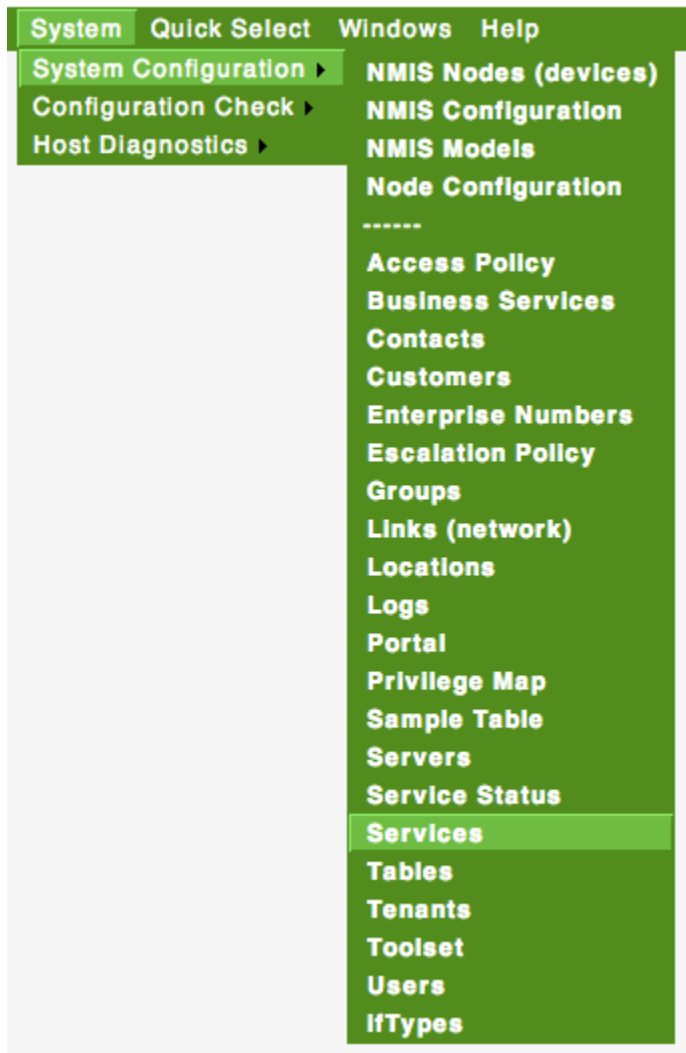 System Quick Select Windows Help
System Configuration
Configuration Check
Host Diagnostics
NMIS Nodes (devices)
NMIS Configuration
NMIS Models
Node Configuration
------
Access Policy
Business Services
Contacts
Customers
Enterprise Numbers
Escalation Policy
Groups
Links (network)
Locations
Logs
Portal
Privilege Map
Sample Table
Servers
Service Status
Services
Tables
Tenants
Toolset
Users
ifTypes